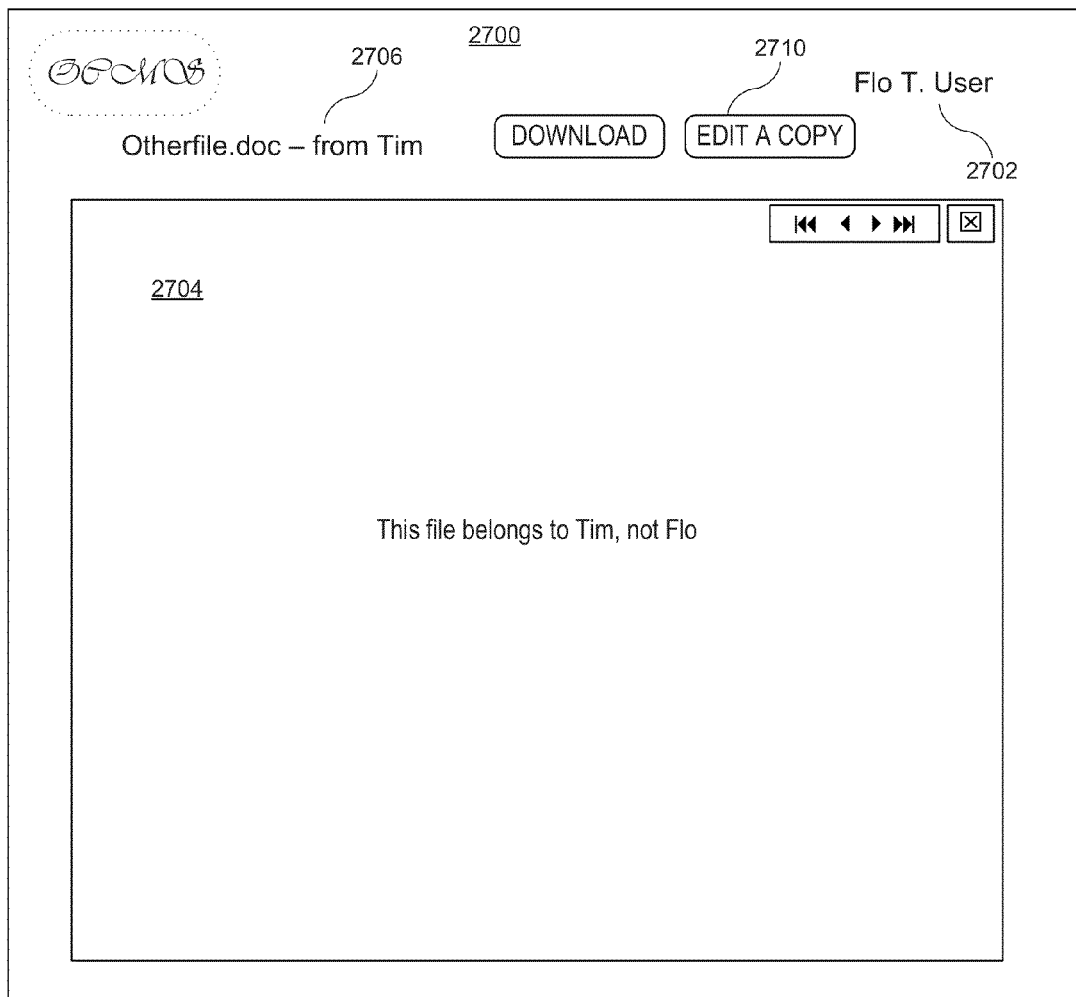 2700
OCMS
2706
2710
Flo T. User
Otherfile.doc – from Tim
DOWNLOAD
EDIT A COPY
2702
2704
This file belongs to Tim, not Flo